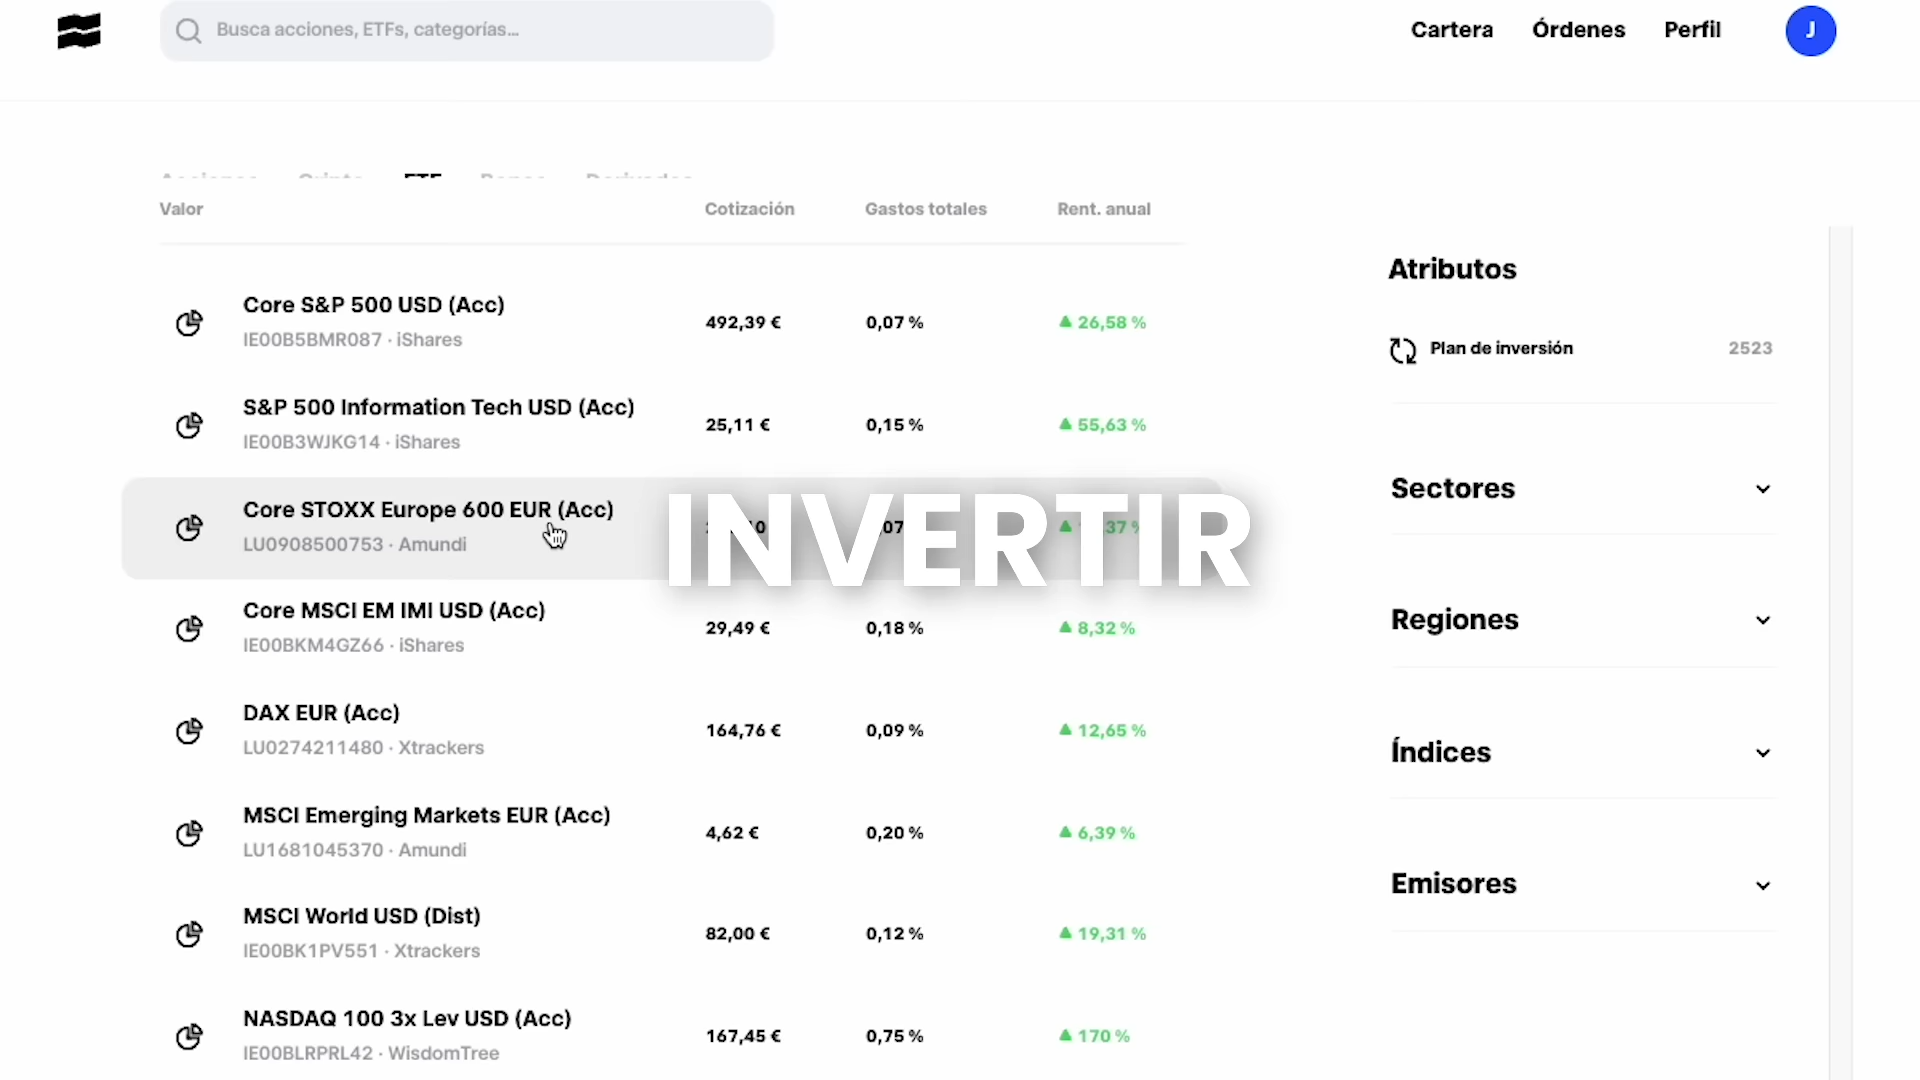 Busca acciones, ETFs, categorías...
Cartera
Órdenes
Perfil
J
ETF
Valor
Cotización
Gastos totales
Rent. anual
Core S&P 500 USD (Acc)
IE00B5BMR087 · iShares
492,39 €
0,07 %
26,58 %
S&P 500 Information Tech USD (Acc)
IE00B3WJKG14 · iShares
25,11 €
0,15 %
55,63 %
Core STOXX Europe 600 EUR (Acc)
LU0908500753 · Amundi
INVERTIR
Core MSCI EM IMI USD (Acc)
IE00BKM4GZ66 · iShares
29,49 €
0,18 %
8,32 %
DAX EUR (Acc)
LU0274211480 · Xtrackers
164,76 €
0,09 %
12,65 %
MSCI Emerging Markets EUR (Acc)
LU1681045370 · Amundi
4,62 €
0,20 %
6,39 %
MSCI World USD (Dist)
IE00BK1PV551 · Xtrackers
82,00 €
0,12 %
19,31 %
NASDAQ 100 3x Lev USD (Acc)
IE00BLRPRL42 · WisdomTree
167,45 €
0,75 %
170 %
Atributos
Plan de inversión
2523
Sectores
Regiones
Índices
Emisores